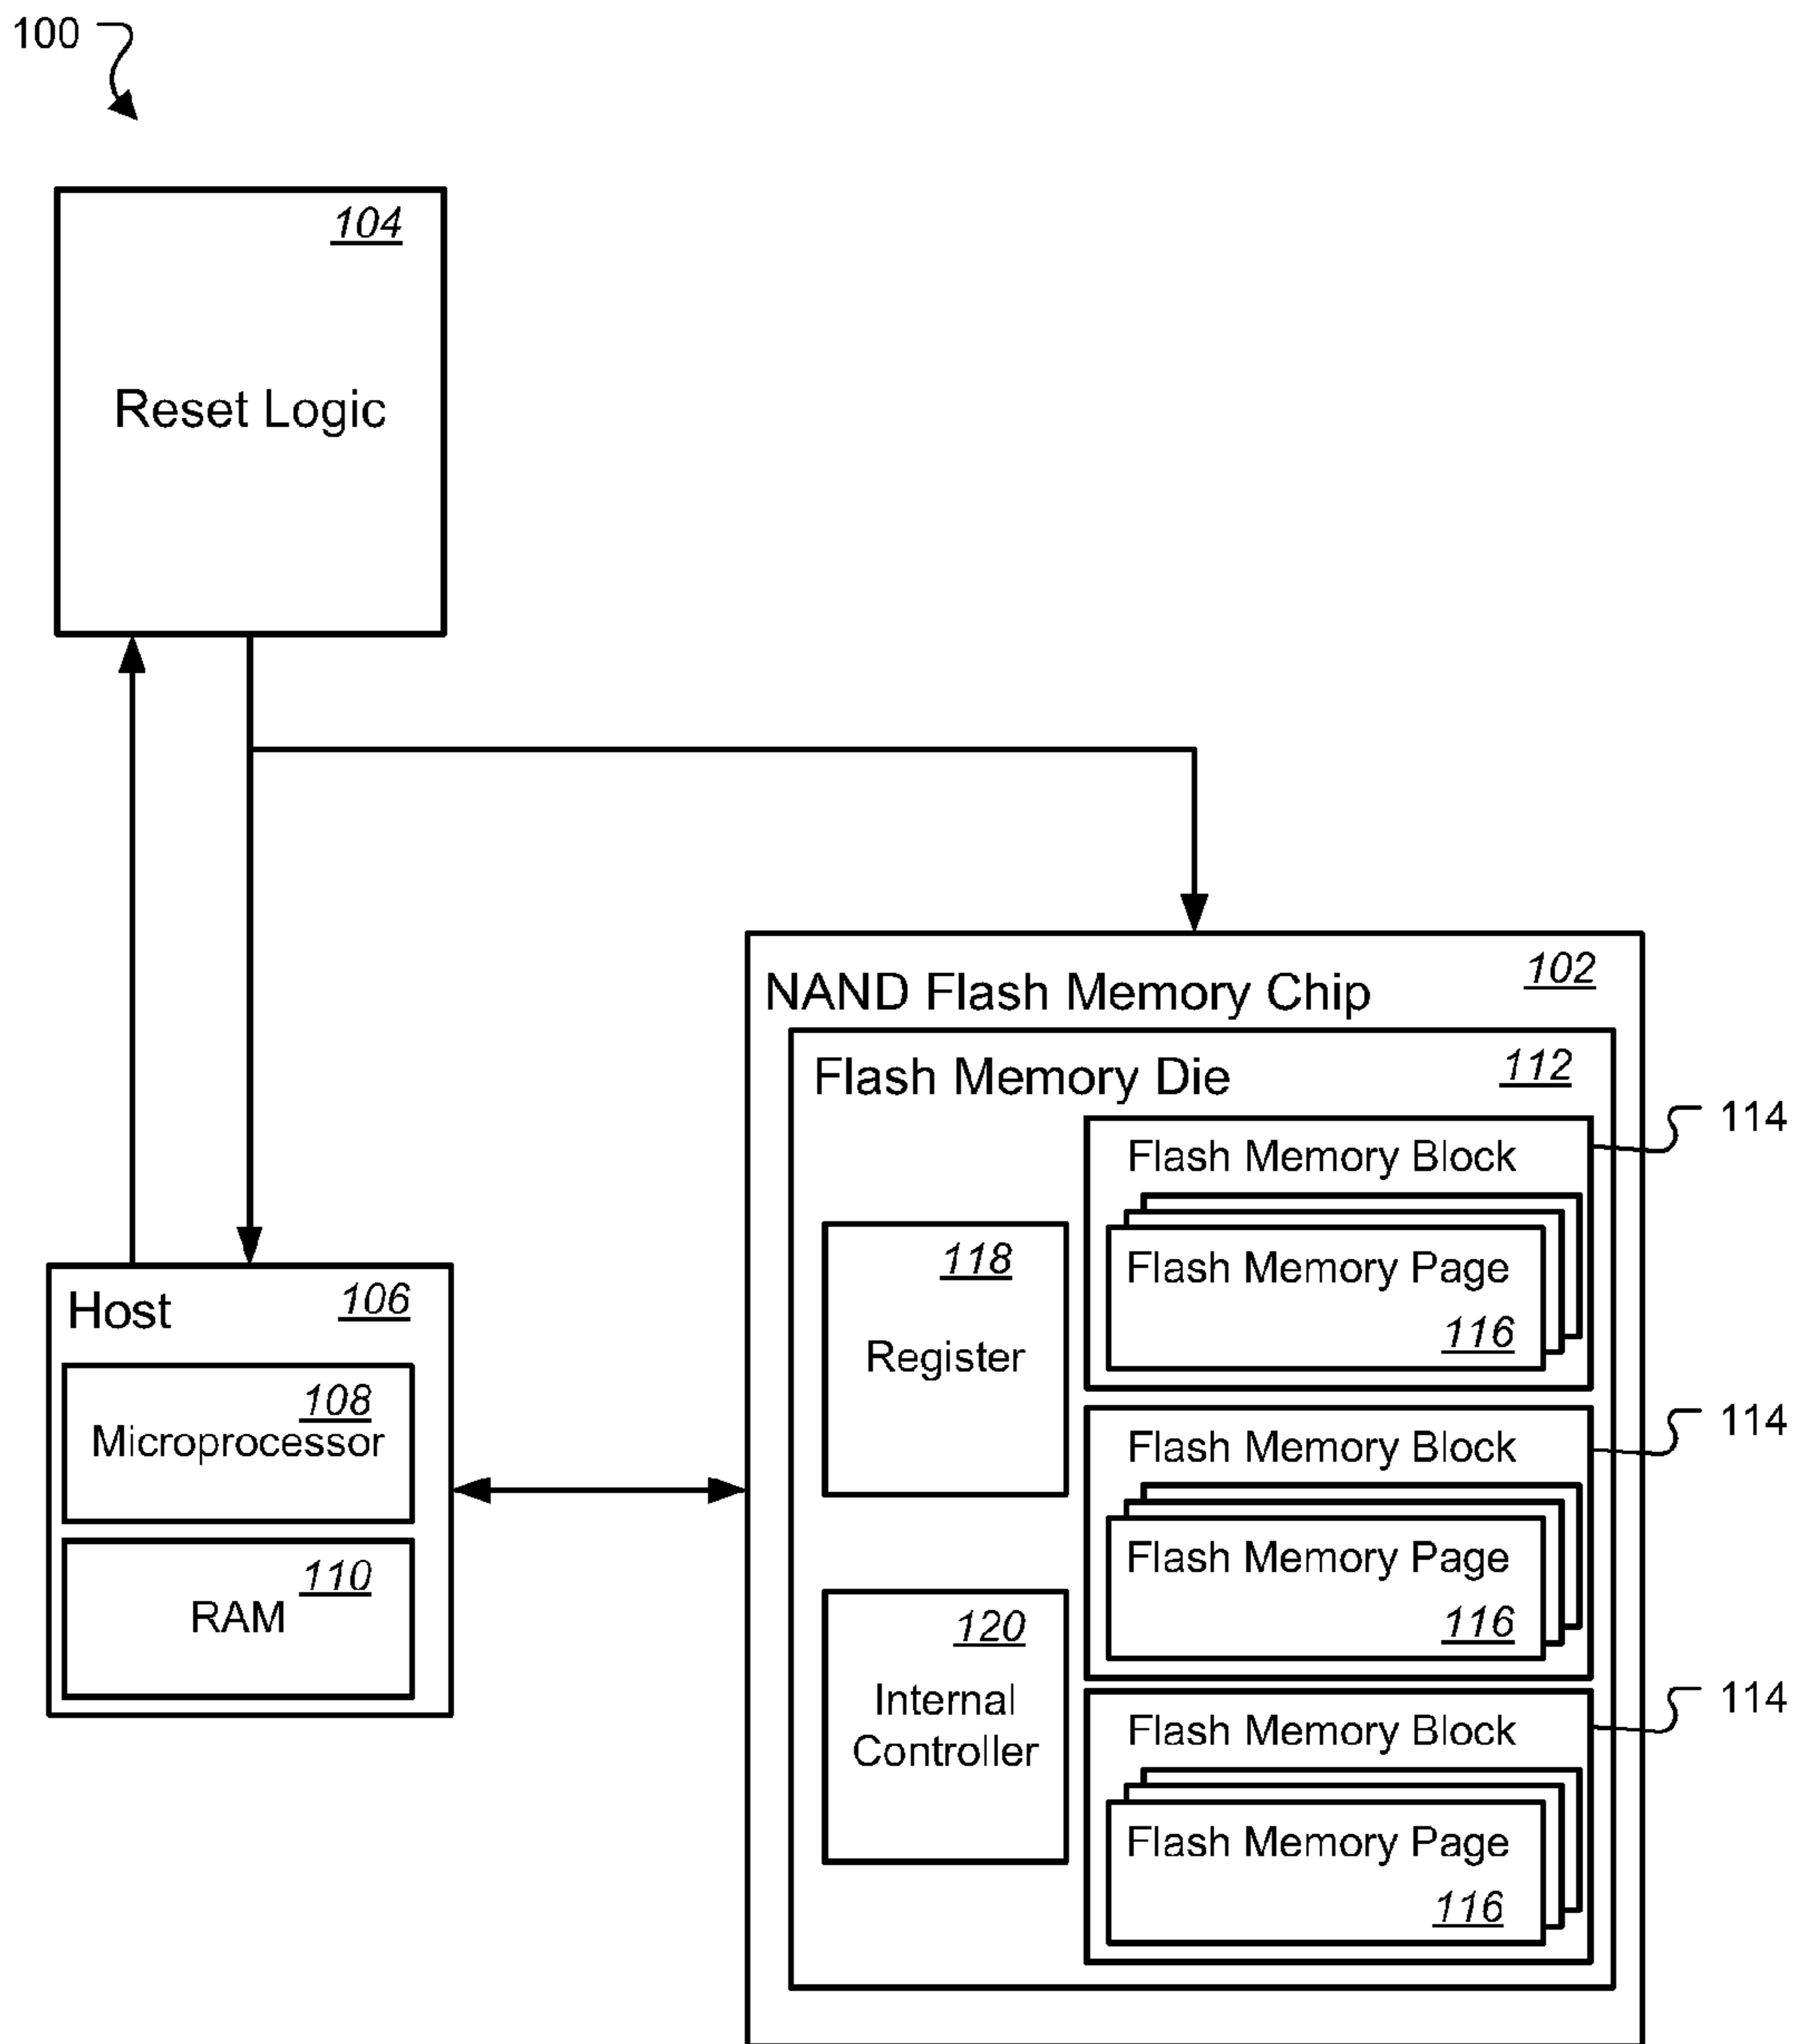 100
104
Reset Logic
102
NAND Flash Memory Chip
112
Flash Memory Die
114
Flash Memory Block
118
Register
Flash Memory Page
116
106
Host
108
Microprocessor
110
RAM
114
Flash Memory Block
Flash Memory Page
116
120
Internal
Controller
114
Flash Memory Block
Flash Memory Page
116